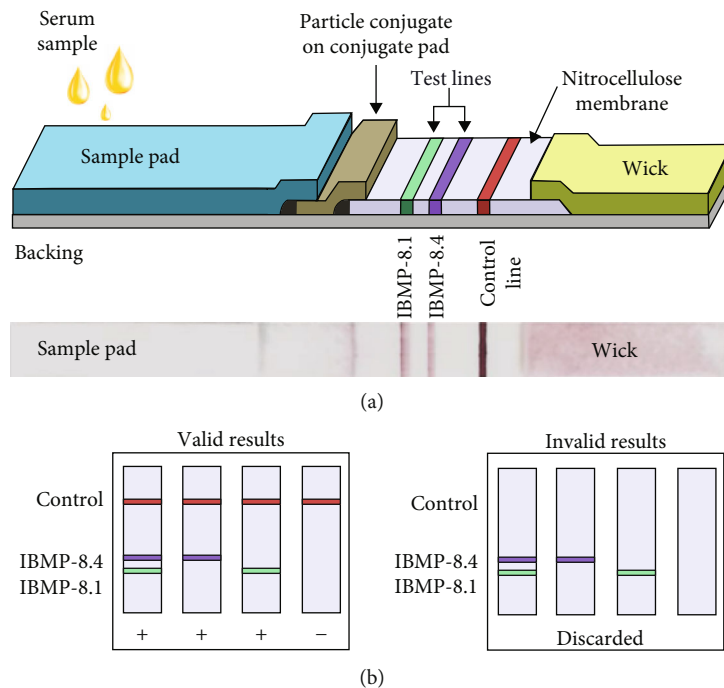 Serum
sample
Particle conjugate
on conjugate pad
Test lines
Nitrocellulose
membrane
Sample pad
Wick
Backing
IBMP-8.1
IBMP-8.4
Control
line
Sample pad
Wick
(a)
Valid results
Control
IBMP-8.4
IBMP-8.1
+ + + −
Invalid results
Control
IBMP-8.4
IBMP-8.1
Discarded
(b)